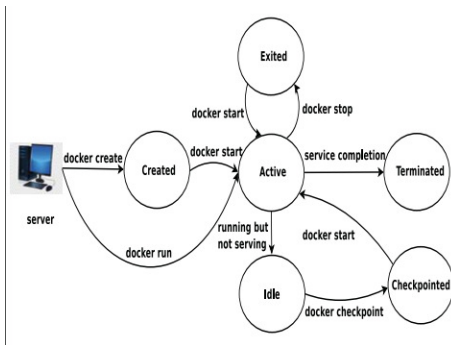 Exited
docker start
docker stop
docker create
docker start
service completion
Created
Active
Terminated
server
docker run
running but
not serving
docker start
Idle
Checkpointed
docker checkpoint